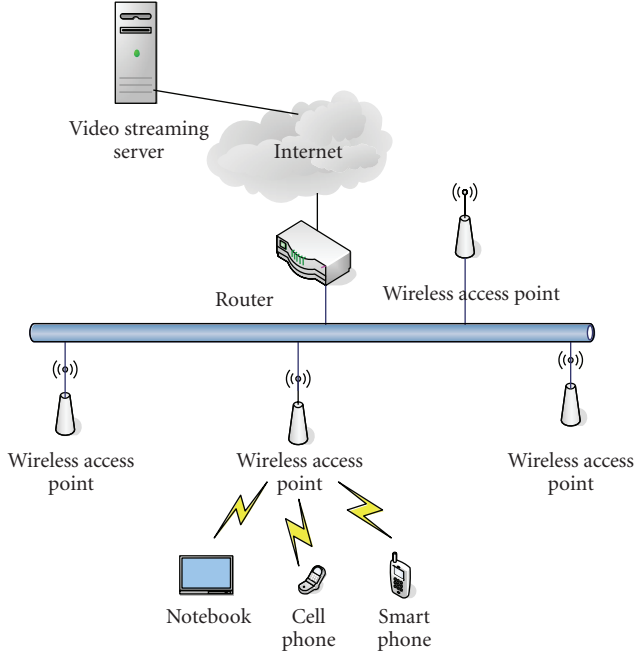 Video streaming
server
Internet
Router
Wireless access point
Wireless access
point
Wireless access
point
Wireless access
point
Notebook
Cell
phone
Smart
phone